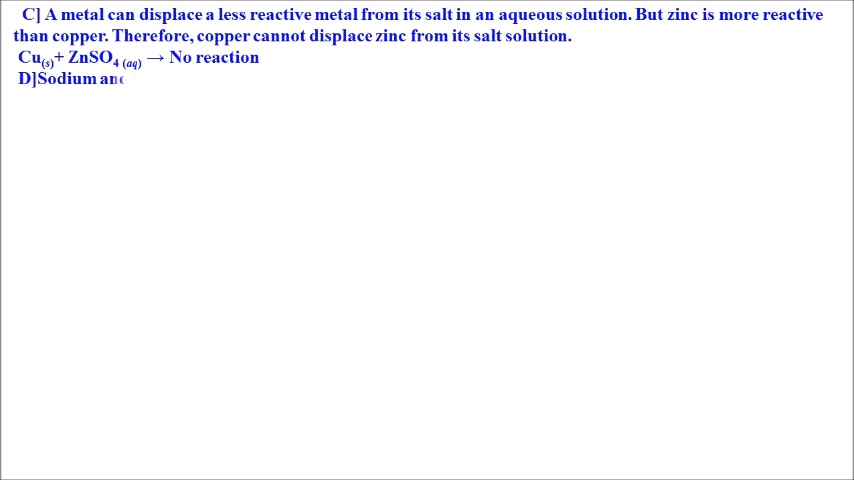 C] A metal can displace a less reactive metal from its salt in an aqueous solution. But zinc is more reactive
than copper. Therefore, copper cannot displace zinc from its salt solution.
Cu(s)+ ZnSO4 (aq) → No reaction
D]Sodium